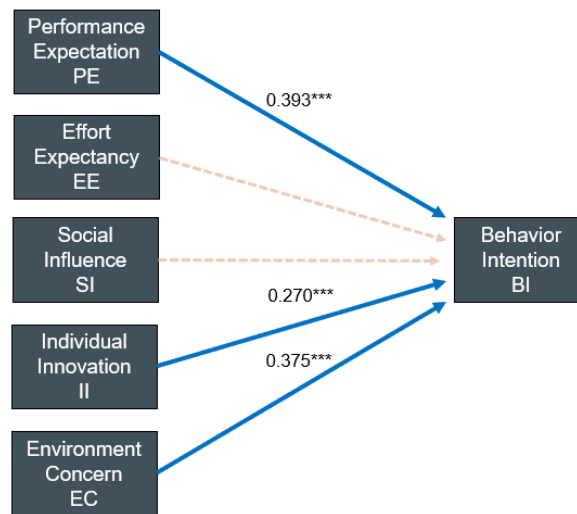 Performance
Expectation
PE
0.393***
Effort
Expectancy
EE
Social
Influence
SI
Behavior
Intention
BI
0.270***
Individual
Innovation
II
0.375***
Environment
Concern
EC